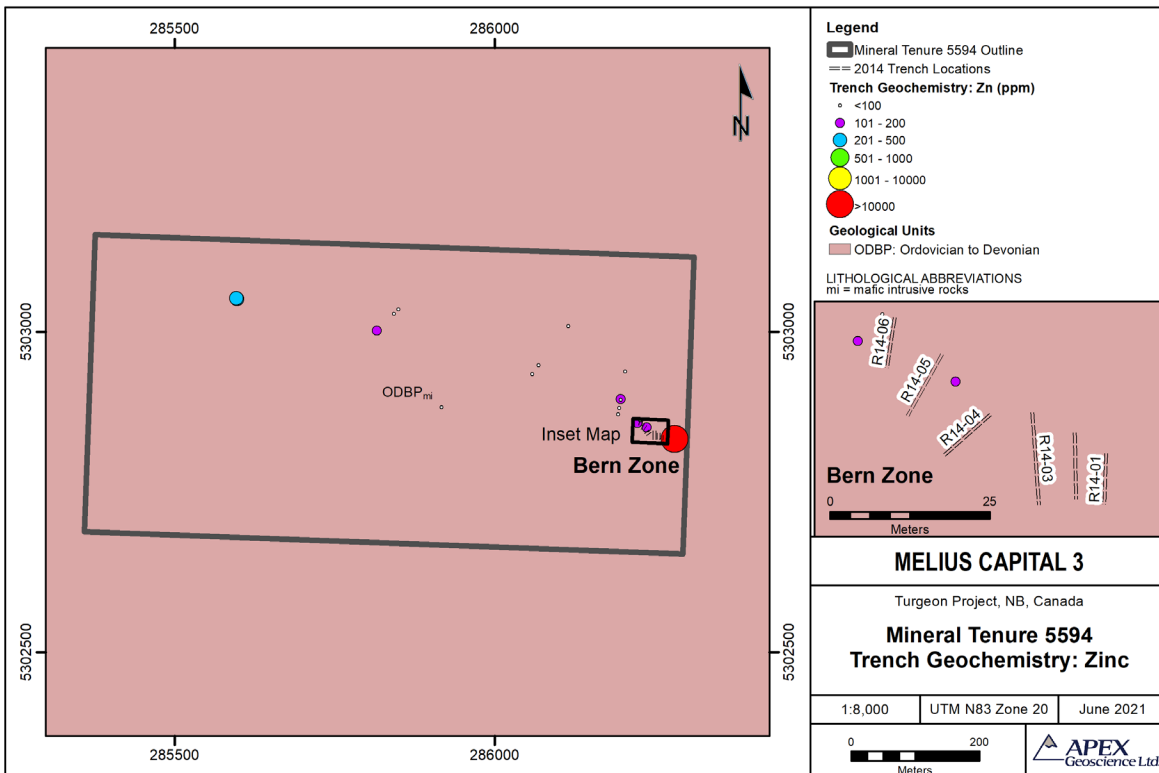 285500
286000
5303000
5303000
5302500
5302500
285500
286000
N
ODBPmi
Inset Map
Bern Zone
Legend
Mineral Tenure 5594 Outline
2014 Trench Locations
Trench Geochemistry: Zn (ppm)
<100
101 - 200
201 - 500
501 - 1000
1001 - 10000
>10000
Geological Units
ODBP: Ordovician to Devonian
LITHOLOGICAL ABBREVIATIONS
mi = mafic intrusive rocks
R14-06
R14-05
R14-04
R14-03
R14-01
Bern Zone
0 25
Meters
MELIUS CAPITAL 3
Turgeon Project, NB, Canada
Mineral Tenure 5594
Trench Geochemistry: Zinc
1:8,000
UTM N83 Zone 20
June 2021
0 200
Meters
APEX
Geoscience Ltd.